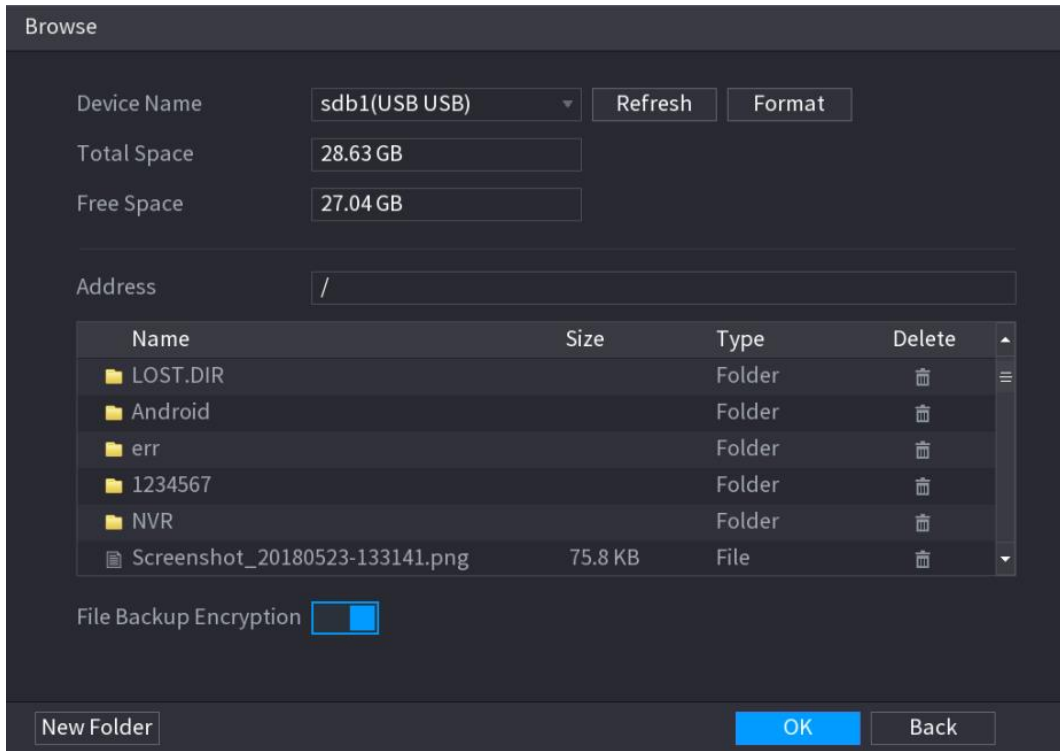 Browse
Device Name sdb1(USB USB) Refresh Format
Total Space 28.63 GB
Free Space 27.04 GB
Address /
Name Size Type Delete
LOST.DIR Folder
Android Folder
err Folder
1234567 Folder
NVR Folder
Screenshot_20180523-133141.png 75.8 KB File
File Backup Encryption
New Folder OK Back